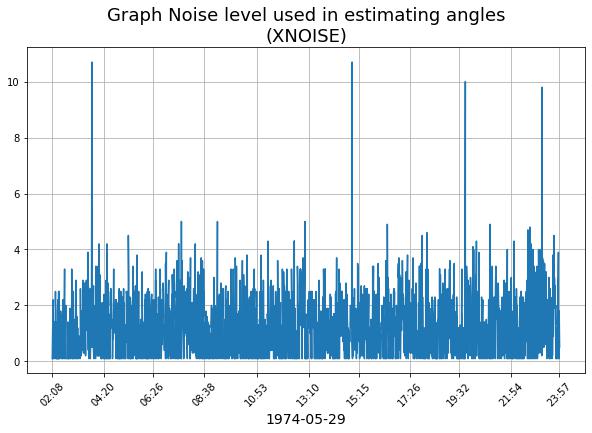 Graph Noise level used in estimating angles
(XNOISE)
10
8
6
4
2
0
02:08 04:20 06:26 08:38 10:53 13:10 15:15 17:26 19:32 21:54 23:57
1974-05-29